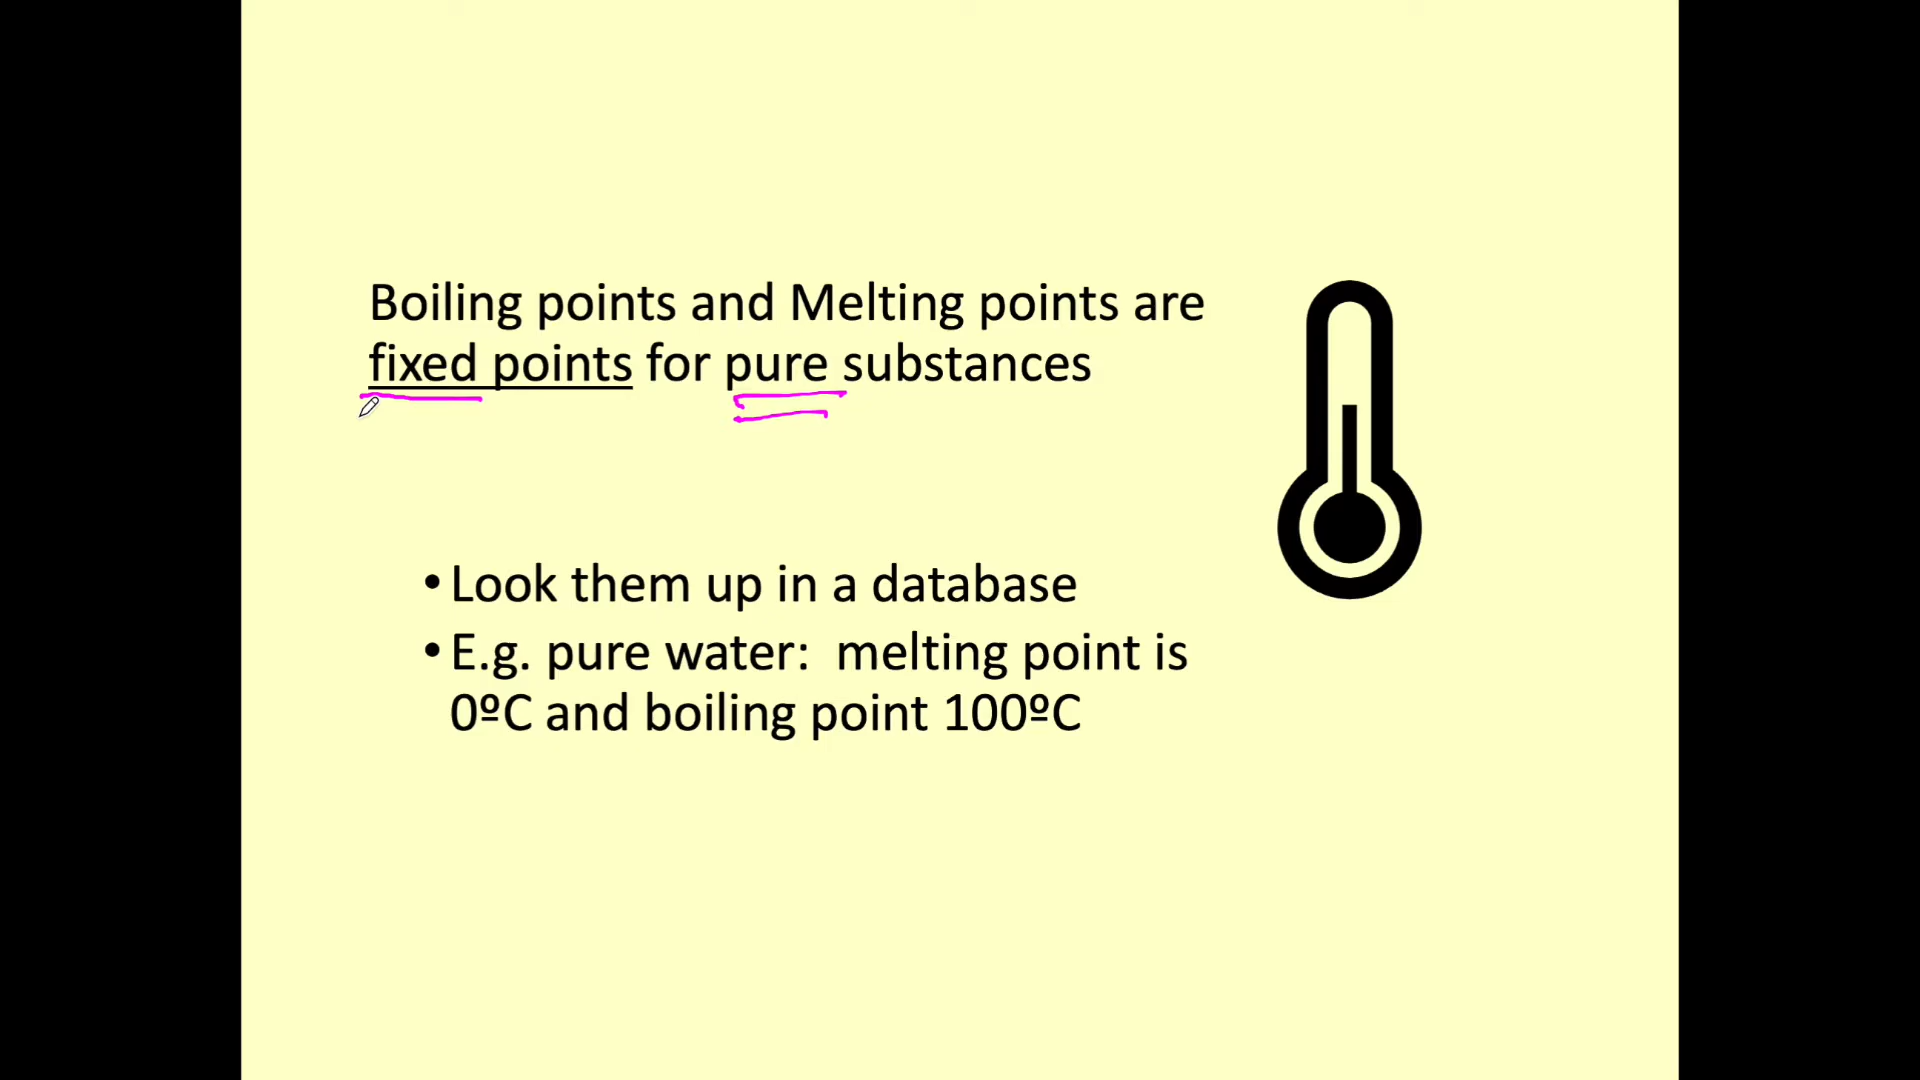 Boiling points and Melting points are
fixed points for pure substances
•Look them up in a database
•E.g. pure water:  melting point is
0ºC and boiling point 100ºC